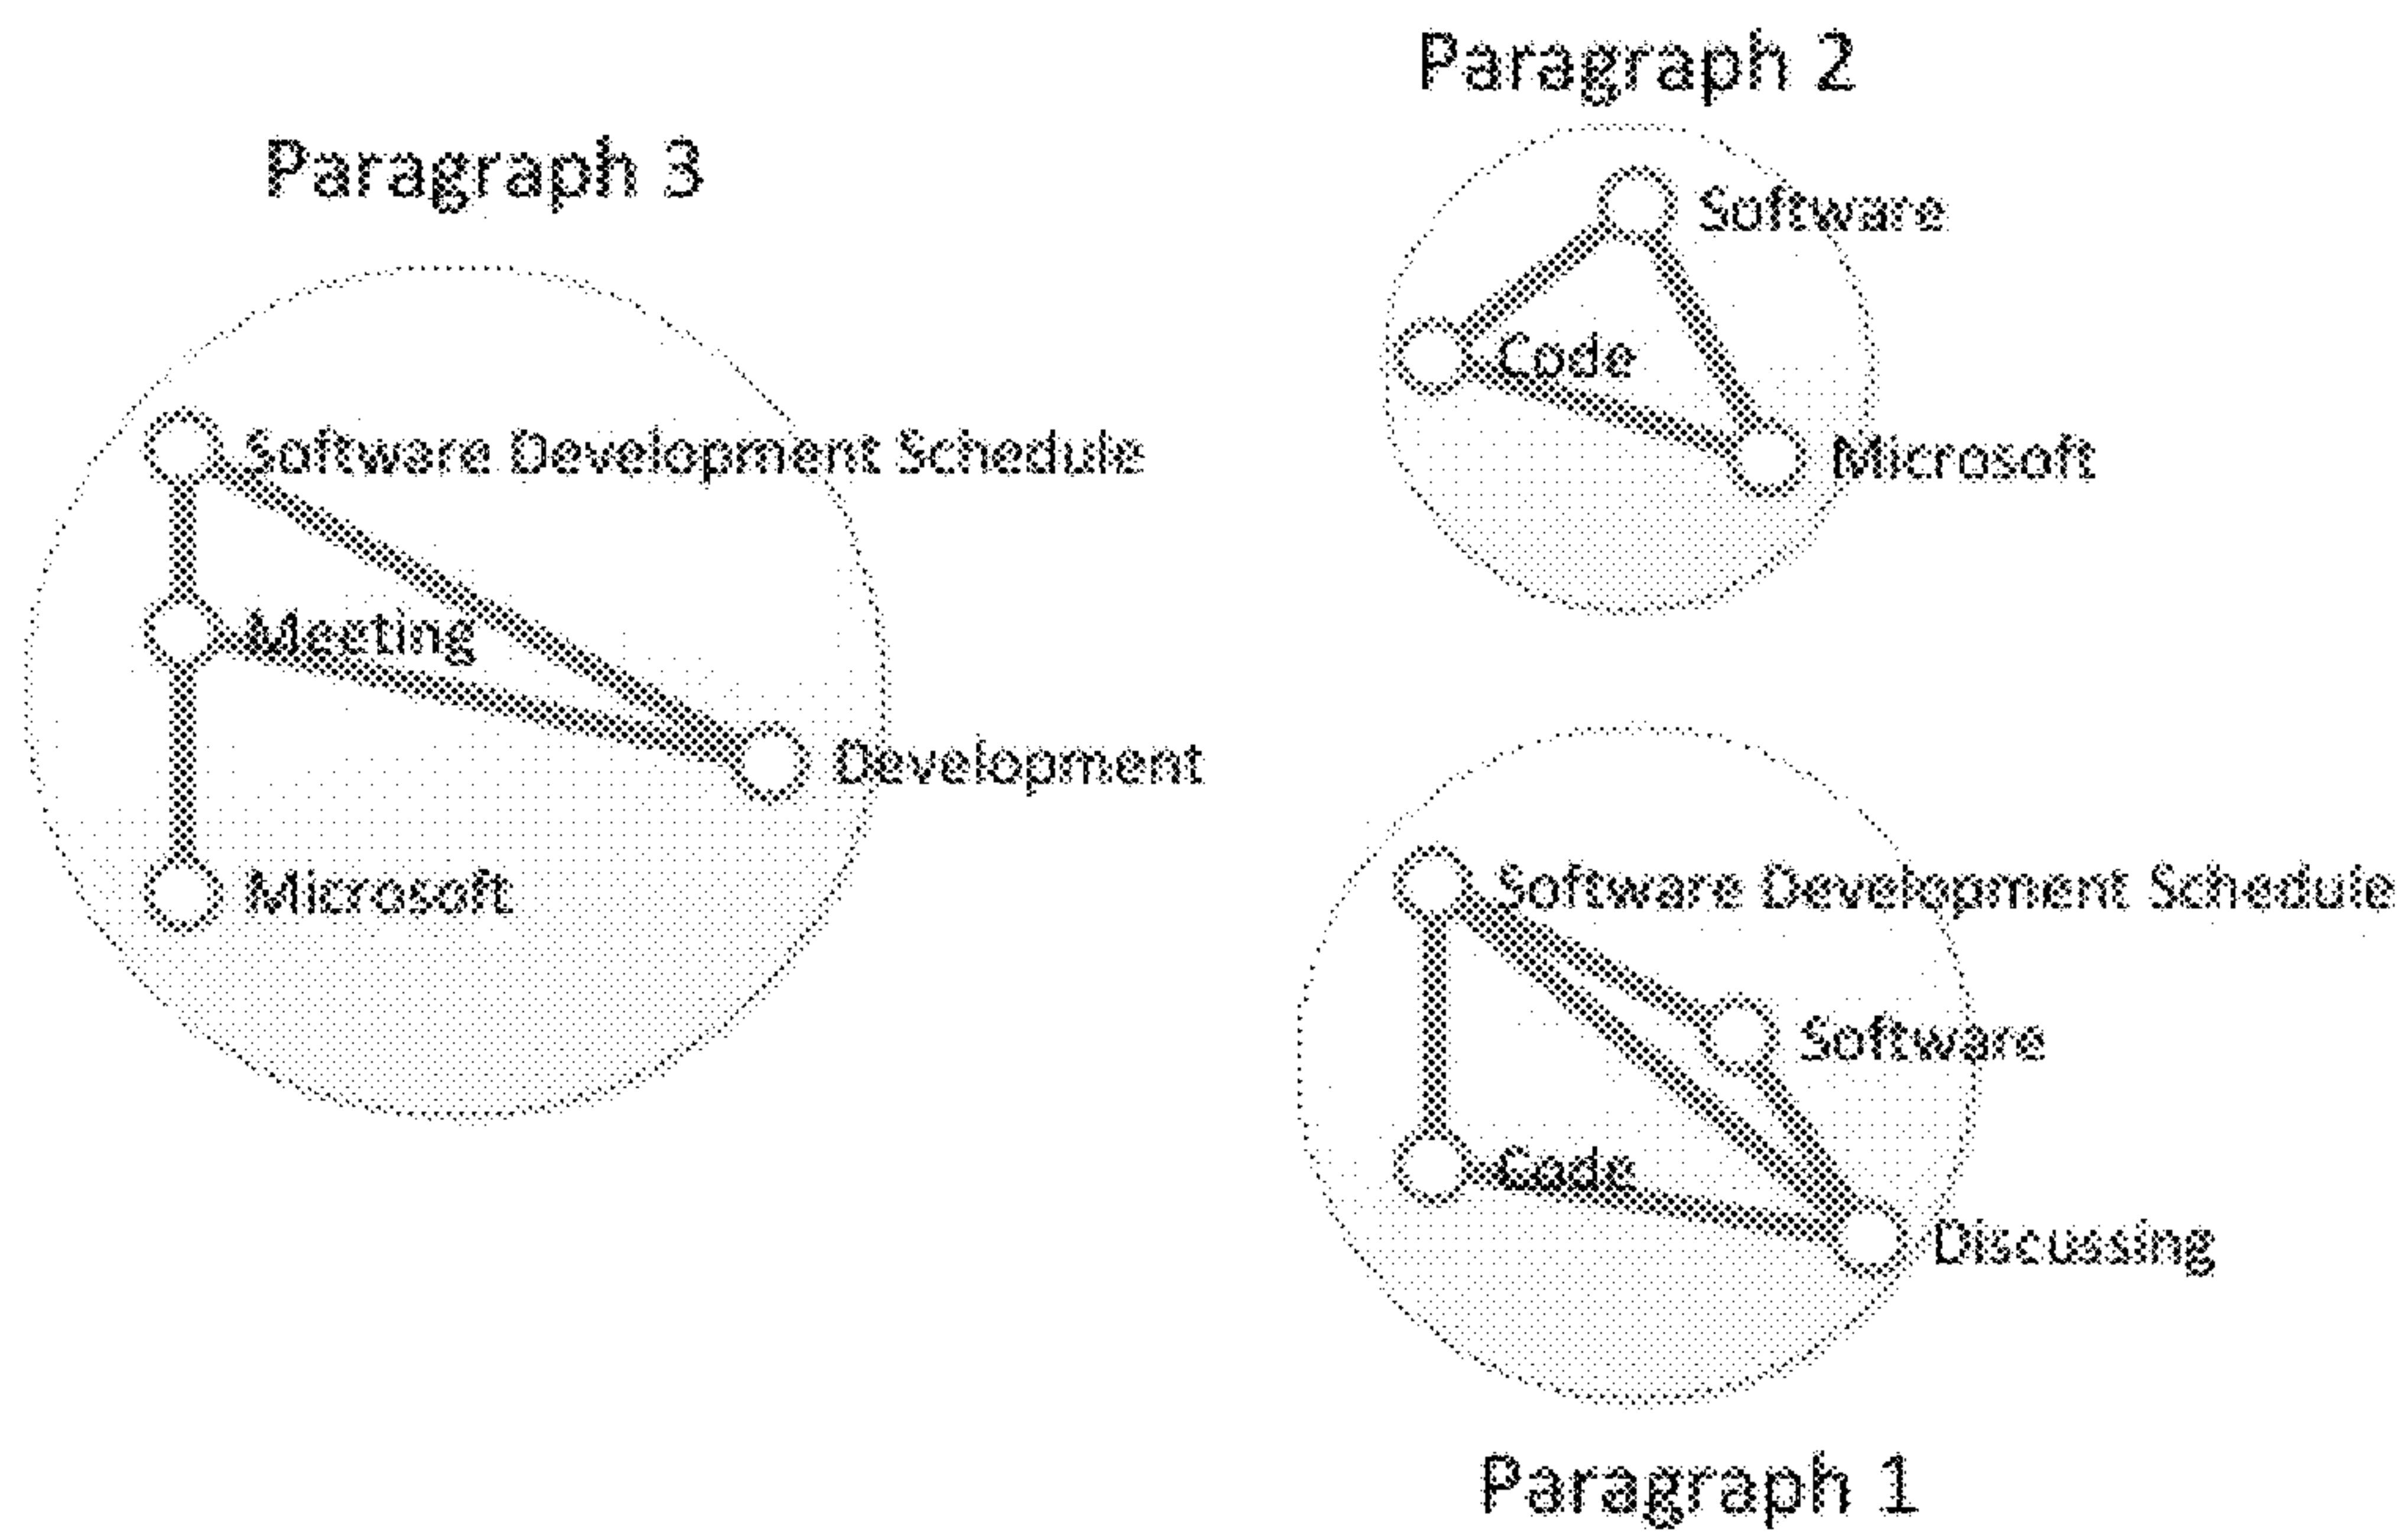 Paragraph 3
Software Development Schedule
Meeting
Development
Microsoft
Paragraph 2
Software
Code
Microsoft
Software Development Schedule
Software
Code
Discussing
Paragraph 1